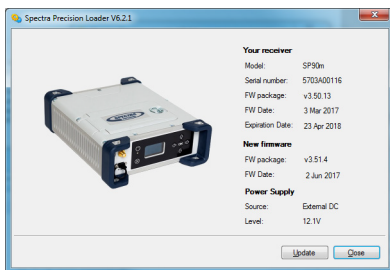 Spectra Precision Loader V6.2.1
Your receiver
Model: SP90m
Serial number: 5703A00116
FW package: v3.50.13
FW Date: 3 Mar 2017
Expiration Date: 23 Apr 2018
New firmware
FW package: v3.51.4
FW Date: 2 Jun 2017
Power Supply
Source: External DC
Level: 12.1V
Update Close